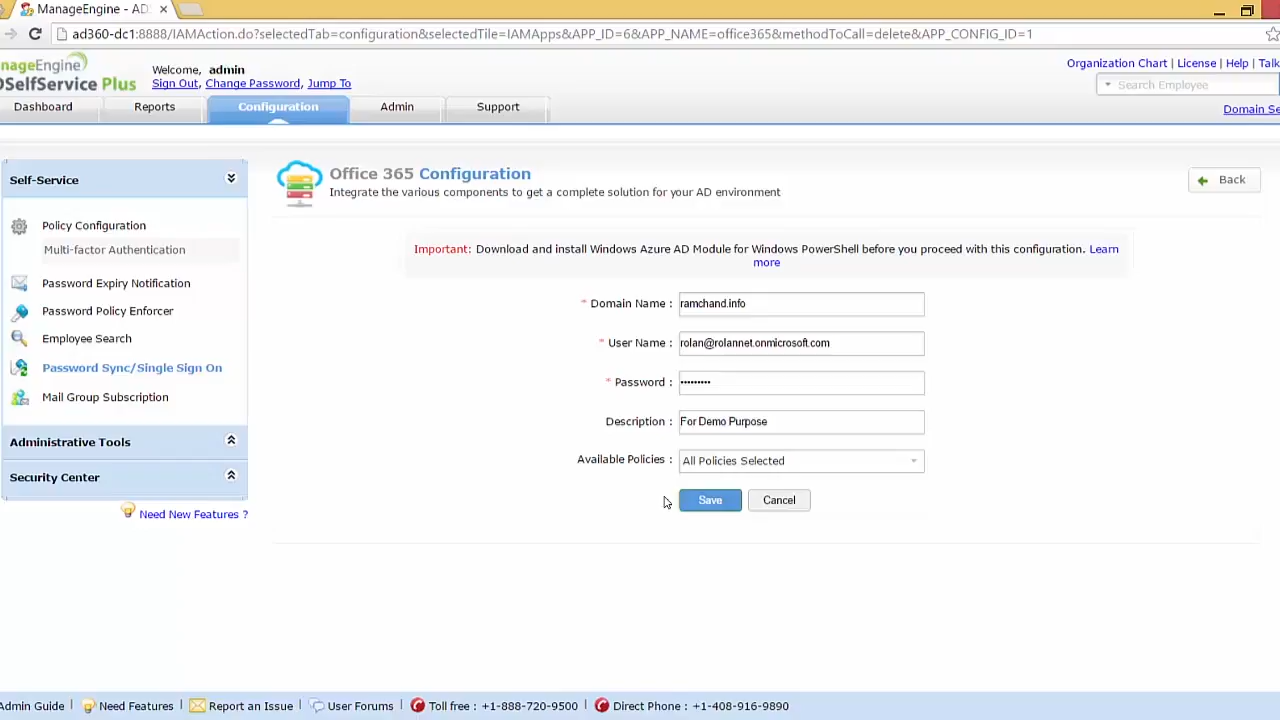 ManageEngine - AD
ad360-dc1:8888/IAMAction.do?selectedTab=configuration&selectedTile=IAMApps&APP_ID=6&APP_NAME=office365&methodToCall=delete&APP_CONFIG_ID=1
nageEngine
DSelfService Plus
Welcome, admin
Sign Out, Change Password, Jump To
Organization Chart | License | Help | Talk
Search Employee
Dashboard Reports Configuration Admin Support
Domain Se
Self-Service
Policy Configuration
Multi-factor Authentication
Password Expiry Notification
Password Policy Enforcer
Employee Search
Password Sync/Single Sign On
Mail Group Subscription
Administrative Tools
Security Center
Need New Features ?
Office 365 Configuration
Integrate the various components to get a complete solution for your AD environment
Back
Important: Download and install Windows Azure AD Module for Windows PowerShell before you proceed with this configuration. Learn
more
* Domain Name : ramchand.info
* User Name : rolan@rolannet.onmicrosoft.com
* Password : •••••••••
Description : For Demo Purpose
Available Policies : All Policies Selected
Save Cancel
Admin Guide | Need Features | Report an Issue | User Forums | Toll free : +1-888-720-9500 | Direct Phone : +1-408-916-9890